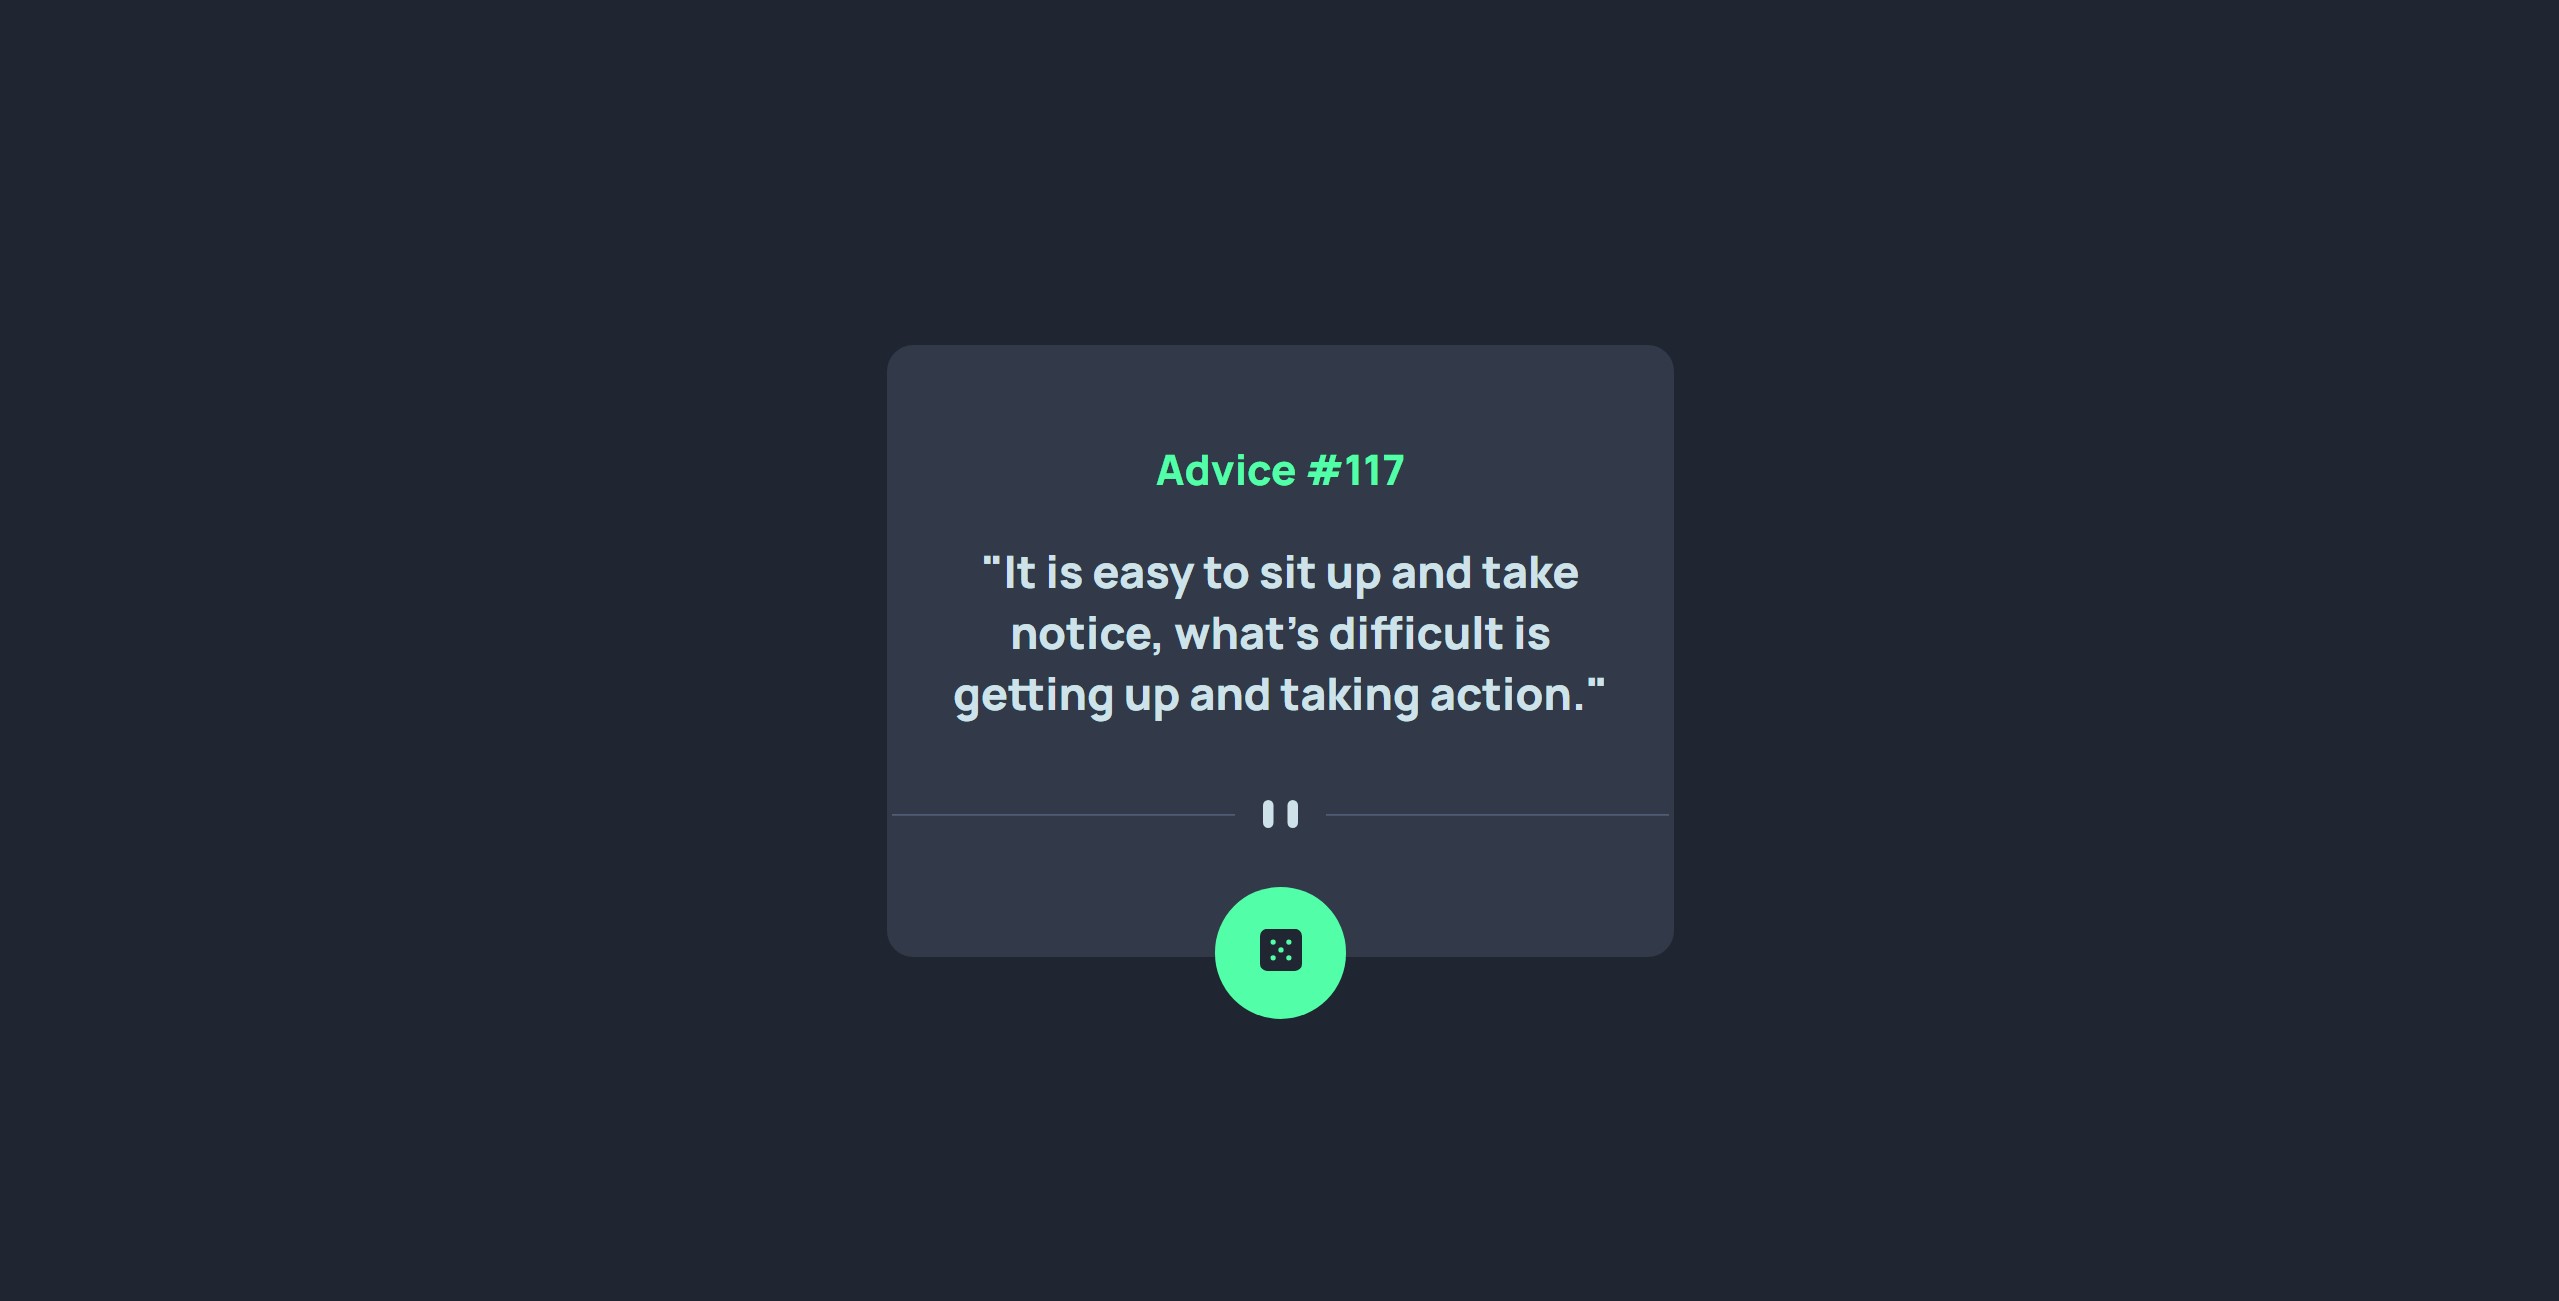 Advice #117
"It is easy to sit up and take
notice, what’s difficult is
getting up and taking action."